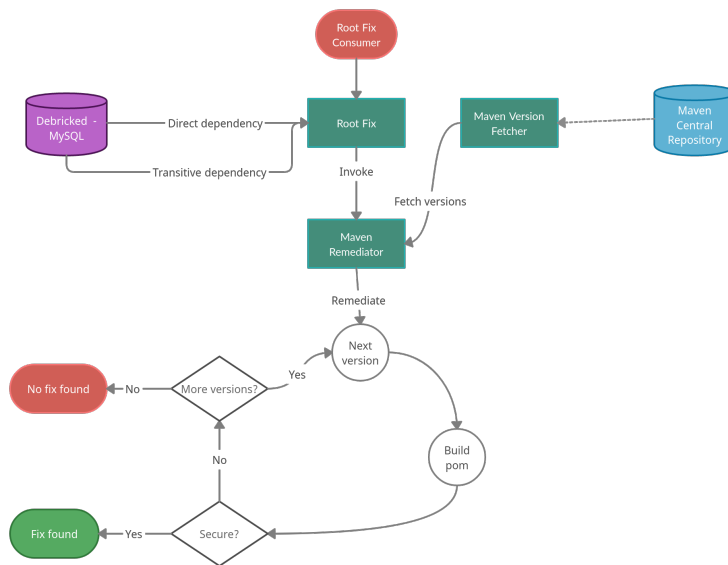 Root Fix
Consumer
Debricked -
MySQL
Direct dependency
Root Fix
Maven Version
Fetcher
Maven
Central
Repository
Transitive dependency
Invoke
Fetch versions
Maven
Remediator
Remediate
Next
version
No fix found
No
More versions?
Yes
Build
pom
No
Fix found
Yes
Secure?